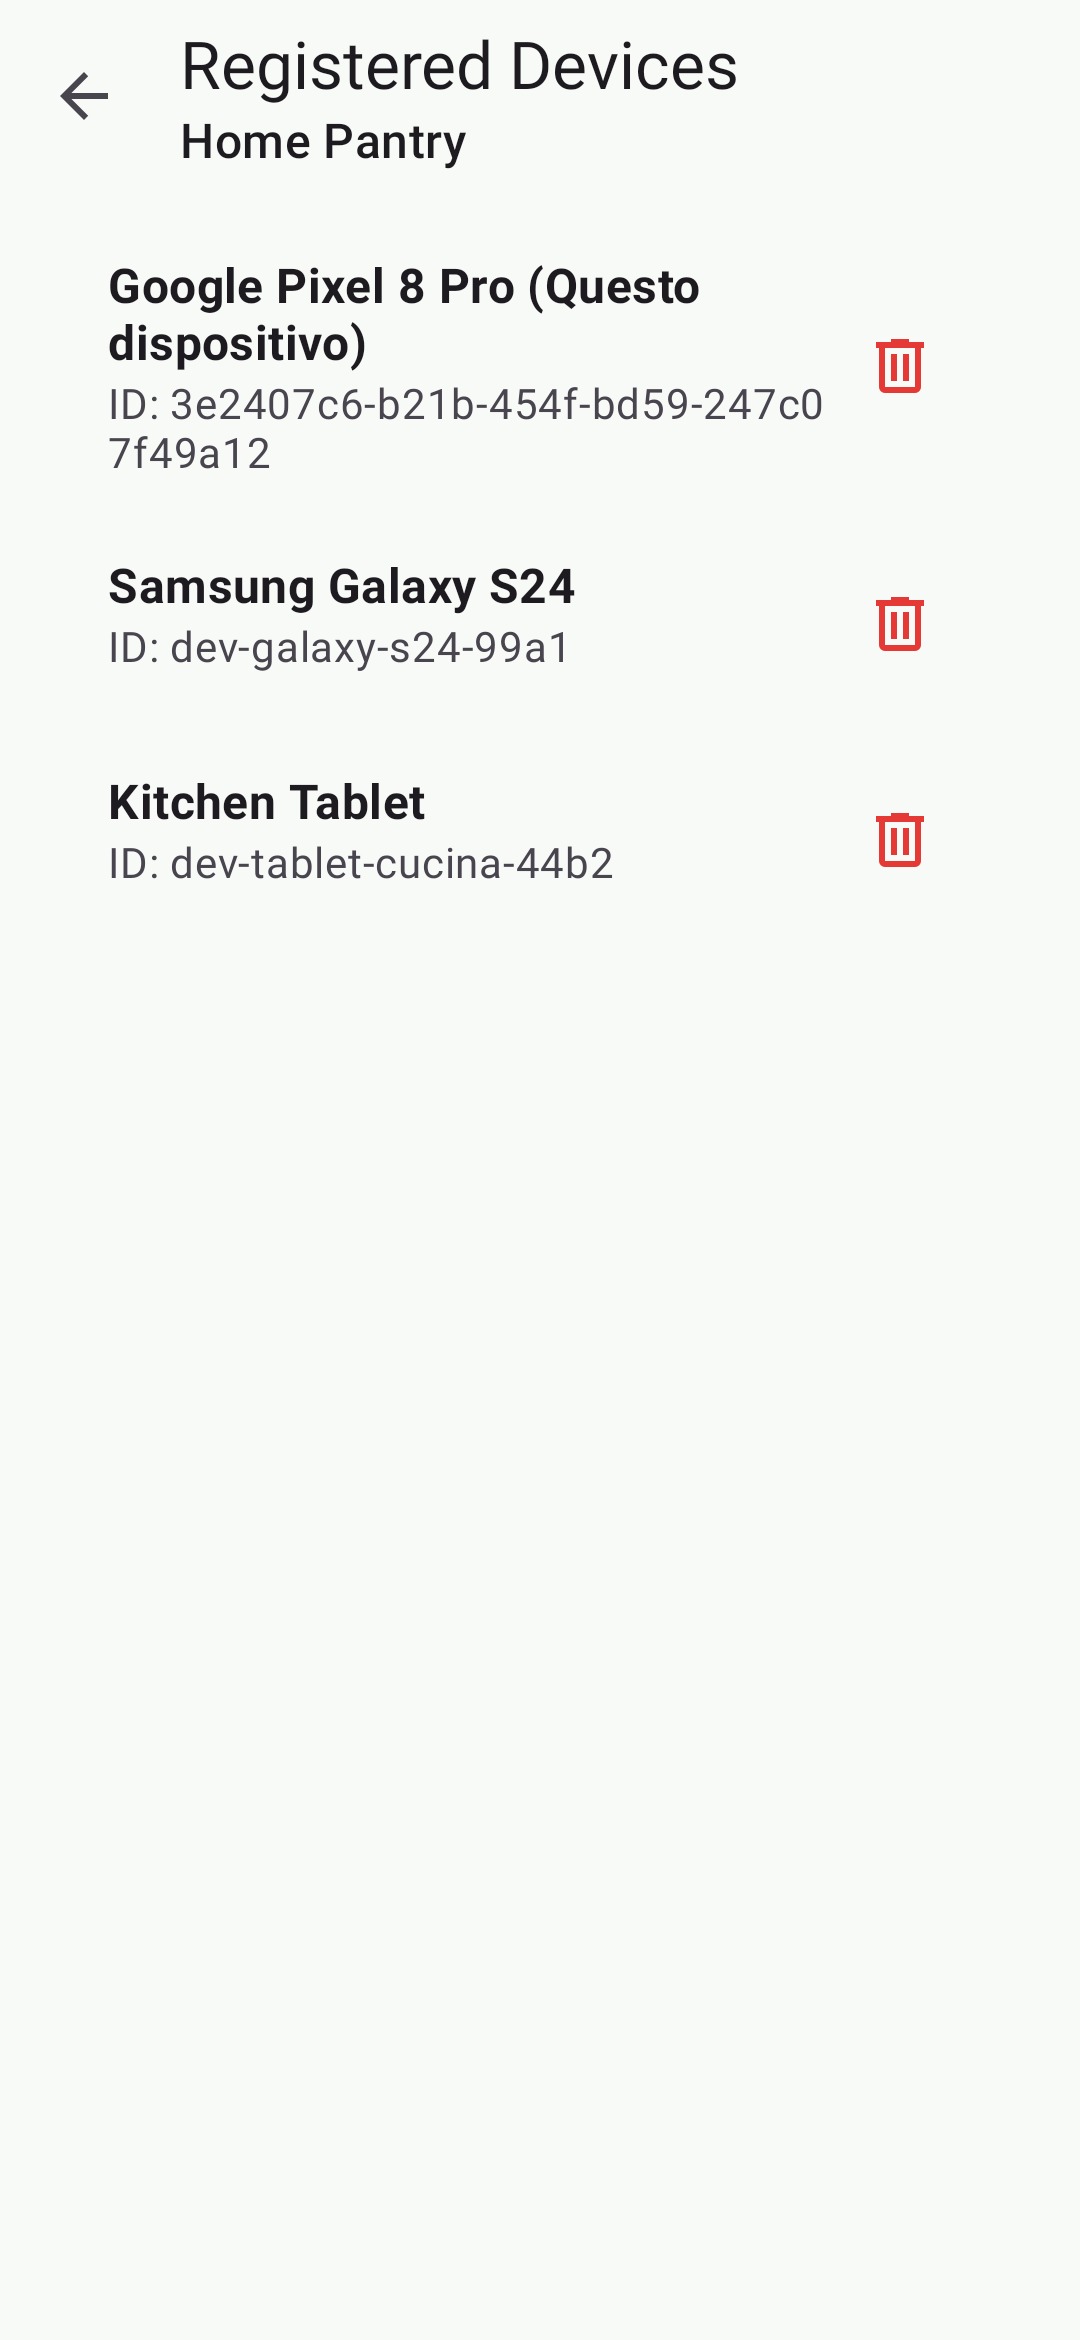 Registered Devices
Home Pantry
Google Pixel 8 Pro (Questo
dispositivo)
ID: 3e2407c6-b21b-454f-bd59-247c0
7f49a12
Samsung Galaxy S24
ID: dev-galaxy-s24-99a1
Kitchen Tablet
ID: dev-tablet-cucina-44b2